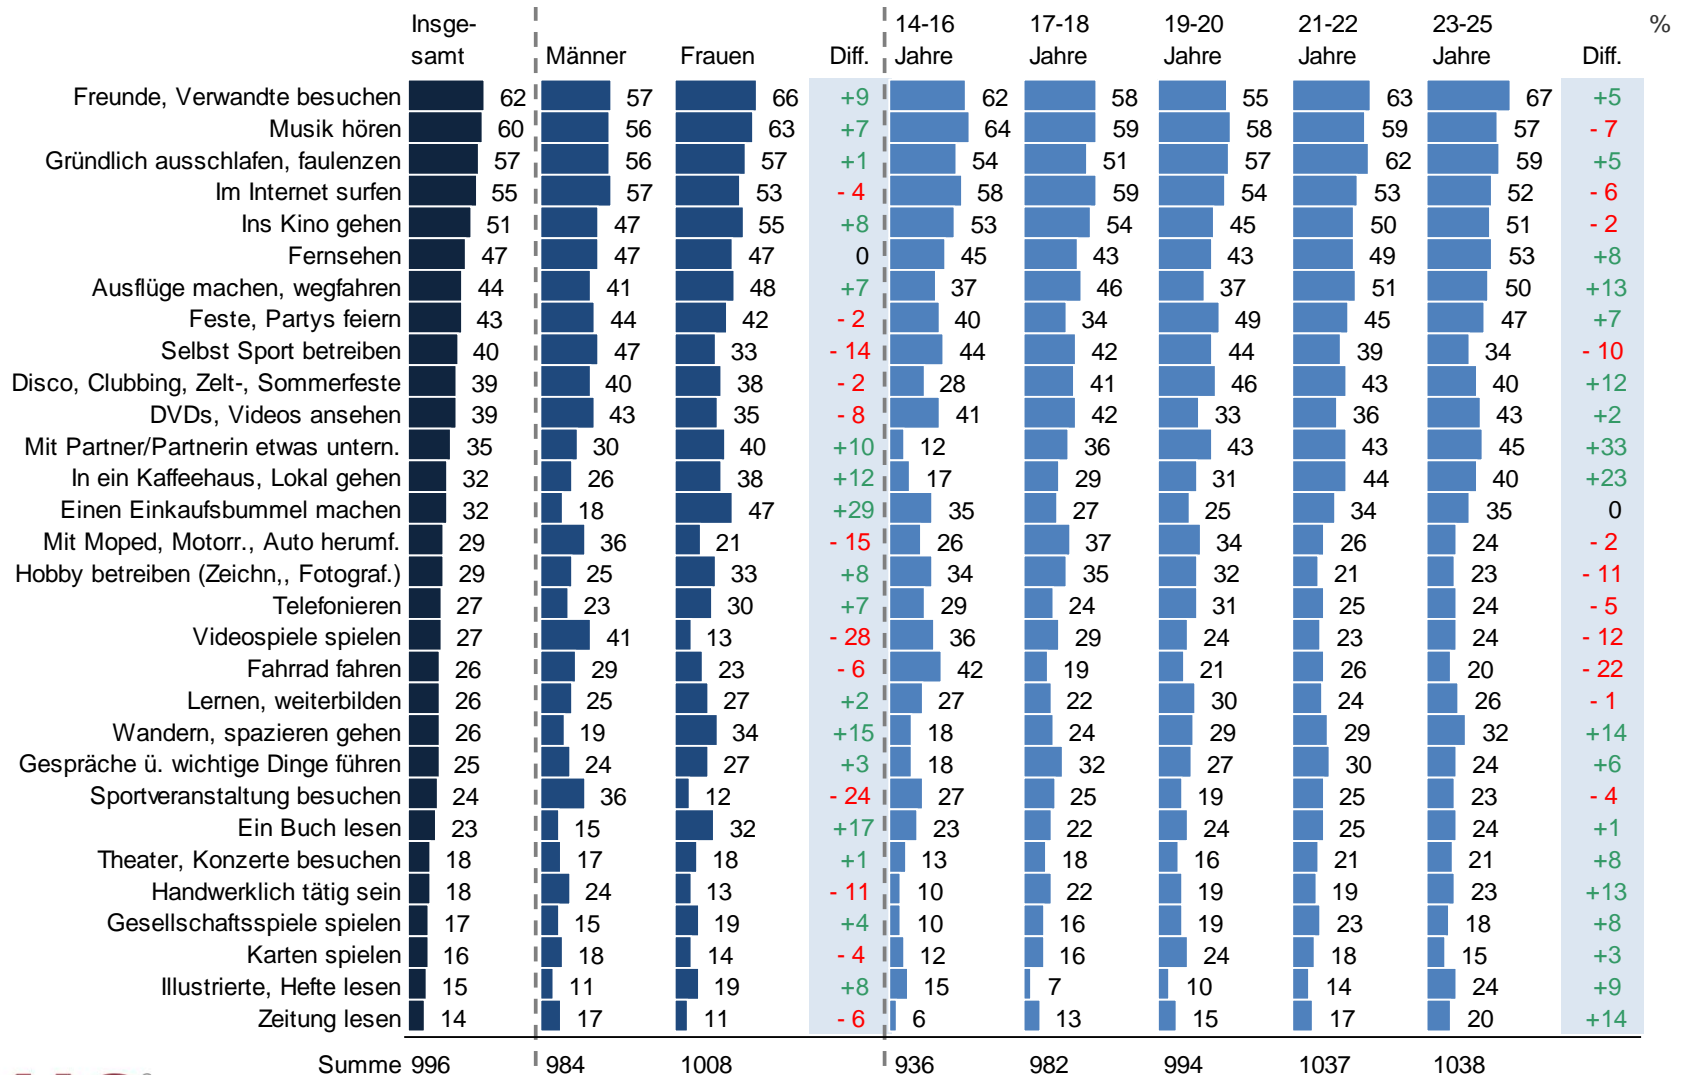 Insge- 14-16 17-18 19-20 21-22 23-25 %
samt Männer Frauen Diff. Jahre Jahre Jahre Jahre Jahre Diff.
Freunde, Verwandte besuchen 62 57 66 +9 62 58 55 63 67 +5
Musik hören 60 56 63 +7 64 59 58 59 57 - 7
Gründlich ausschlafen, faulenzen 57 56 57 +1 54 51 57 62 59 +5
Im Internet surfen 55 57 53 - 4 58 59 54 53 52 - 6
Ins Kino gehen 51 47 55 +8 53 54 45 50 51 - 2
Fernsehen 47 47 47 0 45 43 43 49 53 +8
Ausflüge machen, wegfahren 44 41 48 +7 37 46 37 51 50 +13
Feste, Partys feiern 43 44 42 - 2 40 34 49 45 47 +7
Selbst Sport betreiben 40 47 33 - 14 44 42 44 39 34 - 10
Disco, Clubbing, Zelt-, Sommerfeste 39 40 38 - 2 28 41 46 43 40 +12
DVDs, Videos ansehen 39 43 35 - 8 41 42 33 36 43 +2
Mit Partner/Partnerin etwas untern. 35 30 40 +10 12 36 43 43 45 +33
In ein Kaffeehaus, Lokal gehen 32 26 38 +12 17 29 31 44 40 +23
Einen Einkaufsbummel machen 32 18 47 +29 35 27 25 34 35 0
Mit Moped, Motorr., Auto herumf. 29 36 21 - 15 26 37 34 26 24 - 2
Hobby betreiben (Zeichn,, Fotograf.) 29 25 33 +8 34 35 32 21 23 - 11
Telefonieren 27 23 30 +7 29 24 31 25 24 - 5
Videospiele spielen 27 41 13 - 28 36 29 24 23 24 - 12
Fahrrad fahren 26 29 23 - 6 42 19 21 26 20 - 22
Lernen, weiterbilden 26 25 27 +2 27 22 30 24 26 - 1
Wandern, spazieren gehen 26 19 34 +15 18 24 29 29 32 +14
Gespräche ü. wichtige Dinge führen 25 24 27 +3 18 32 27 30 24 +6
Sportveranstaltung besuchen 24 36 12 - 24 27 25 19 25 23 - 4
Ein Buch lesen 23 15 32 +17 23 22 24 25 24 +1
Theater, Konzerte besuchen 18 17 18 +1 13 18 16 21 21 +8
Handwerklich tätig sein 18 24 13 - 11 10 22 19 19 23 +13
Gesellschaftsspiele spielen 17 15 19 +4 10 16 19 23 18 +8
Karten spielen 16 18 14 - 4 12 16 24 18 15 +3
Illustrierte, Hefte lesen 15 11 19 +8 15 7 10 14 24 +9
Zeitung lesen 14 17 11 - 6 6 13 15 17 20 +14
Summe 996 984 1008 936 982 994 1037 1038